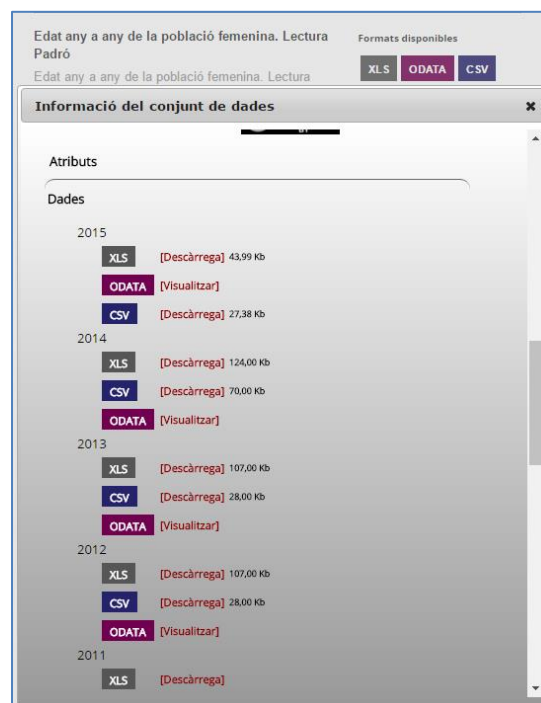 Edat any a any de la població femenina. Lectura
Padró
Edat any a any de la població femenina. Lectura
Formats disponibles
XLS ODATA CSV
Informació del conjunt de dades
Atributs
Dades
2015
XLS [Descàrrega] 43,99 Kb
ODATA [Visualitzar]
CSV [Descàrrega] 27,38 Kb
2014
XLS [Descàrrega] 124,00 Kb
CSV [Descàrrega] 70,00 Kb
ODATA [Visualitzar]
2013
XLS [Descàrrega] 107,00 Kb
CSV [Descàrrega] 28,00 Kb
ODATA [Visualitzar]
2012
XLS [Descàrrega] 107,00 Kb
CSV [Descàrrega] 28,00 Kb
ODATA [Visualitzar]
2011
XLS [Descàrrega]